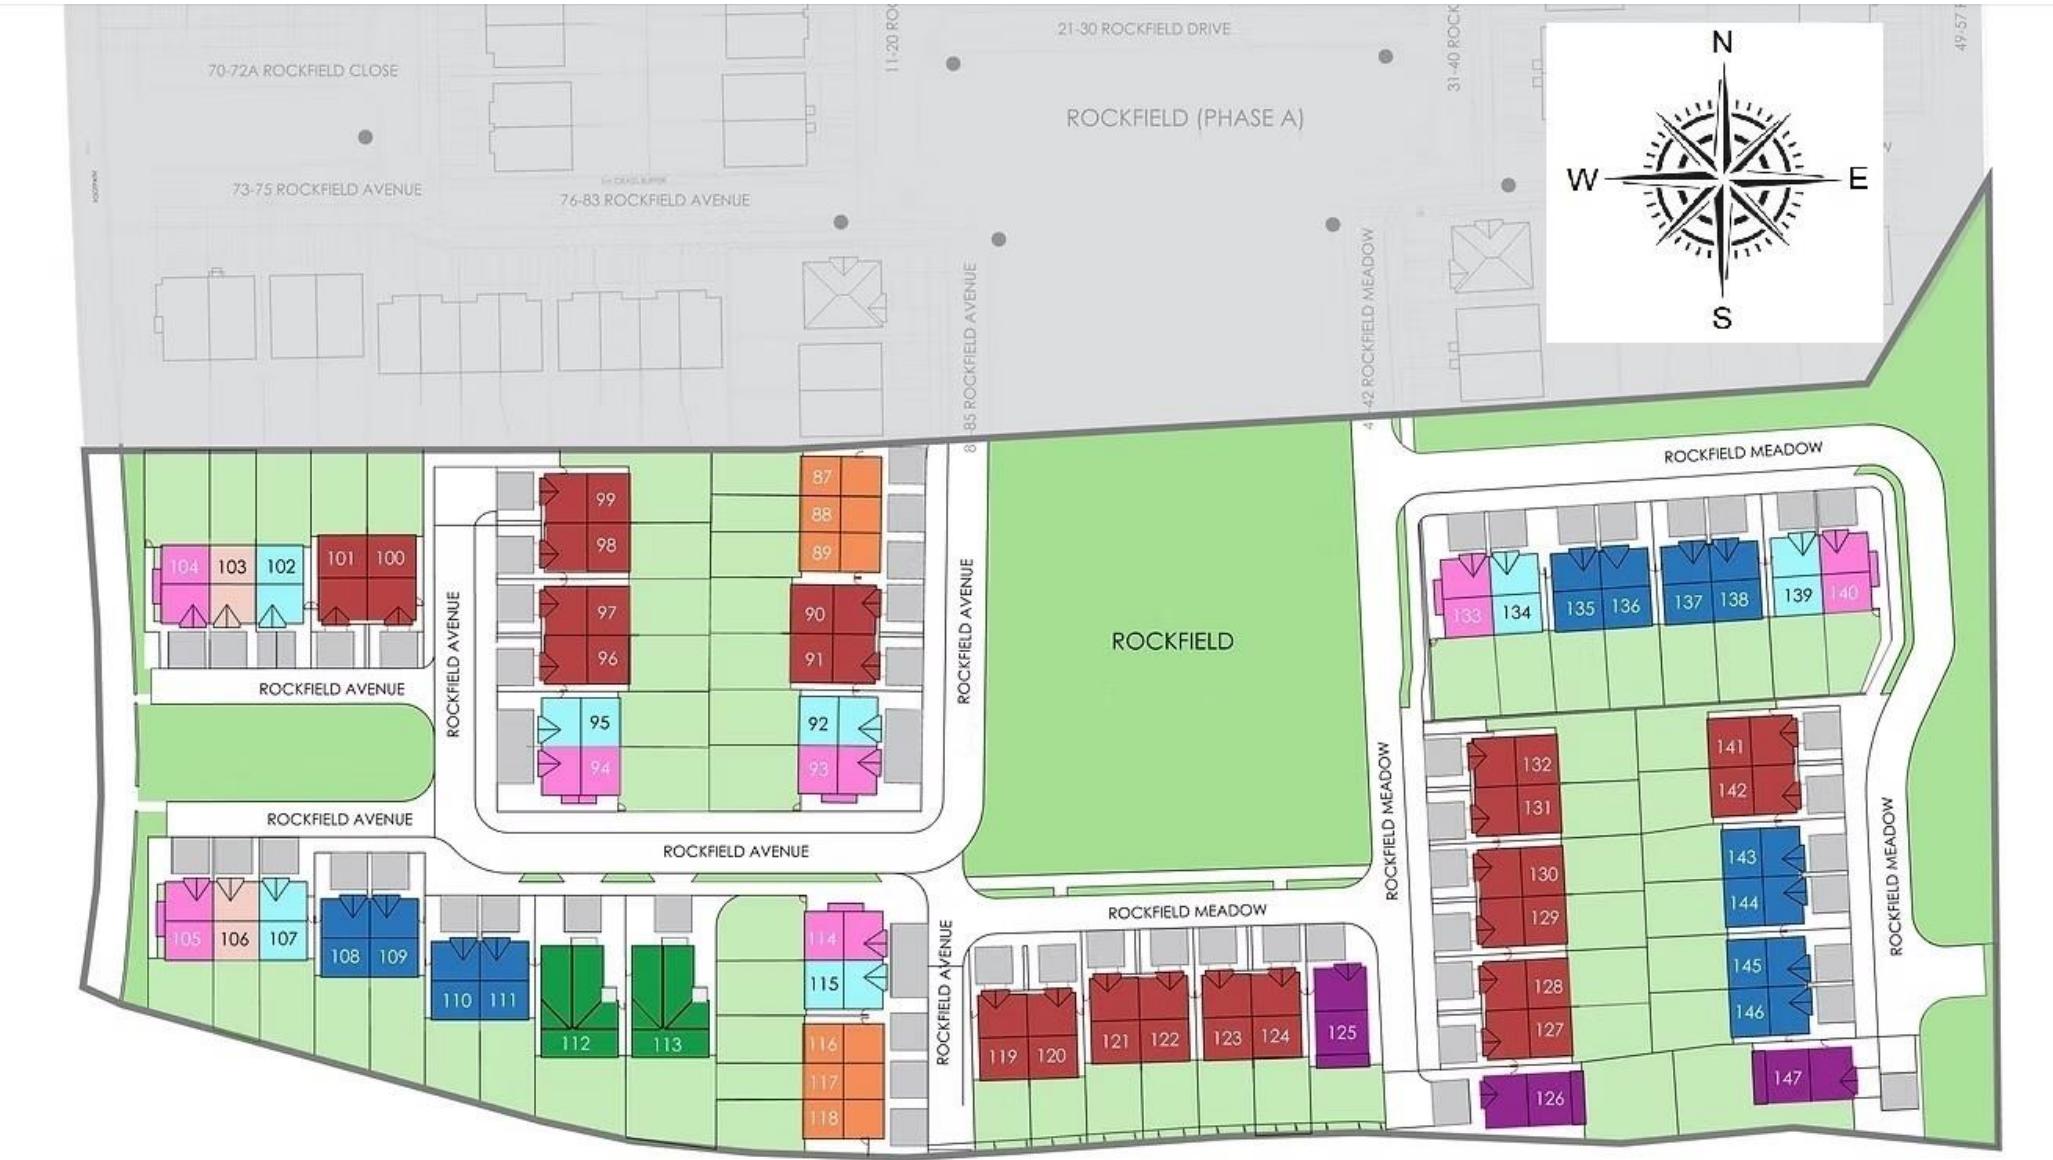 11-20 ROC
21-30 ROCKFIELD DRIVE
31-40 ROCK
49-57 R
70-72A ROCKFIELD CLOSE
ROCKFIELD (PHASE A)
73-75 ROCKFIELD AVENUE
76-83 ROCKFIELD AVENUE
N
W
E
S
-85 ROCKFIELD AVENUE
-42 ROCKFIELD MEADOW
ROCKFIELD MEADOW
87
88
89
99
98
104 103 102 101 100
97
96
90
91
95
94
92
93
ROCKFIELD AVENUE
ROCKFIELD AVENUE
ROCKFIELD AVENUE
ROCKFIELD
133 134 135 136 137 138 139 140
ROCKFIELD AVENUE
ROCKFIELD AVENUE
132
131
130
129
128
127
126
141
142
143
144
145
146
147
ROCKFIELD MEADOW
ROCKFIELD MEADOW
105 106 107 108 109 110 111 112 113
114
115
116
117
118
ROCKFIELD AVENUE
ROCKFIELD MEADOW
119 120 121 122 123 124 125